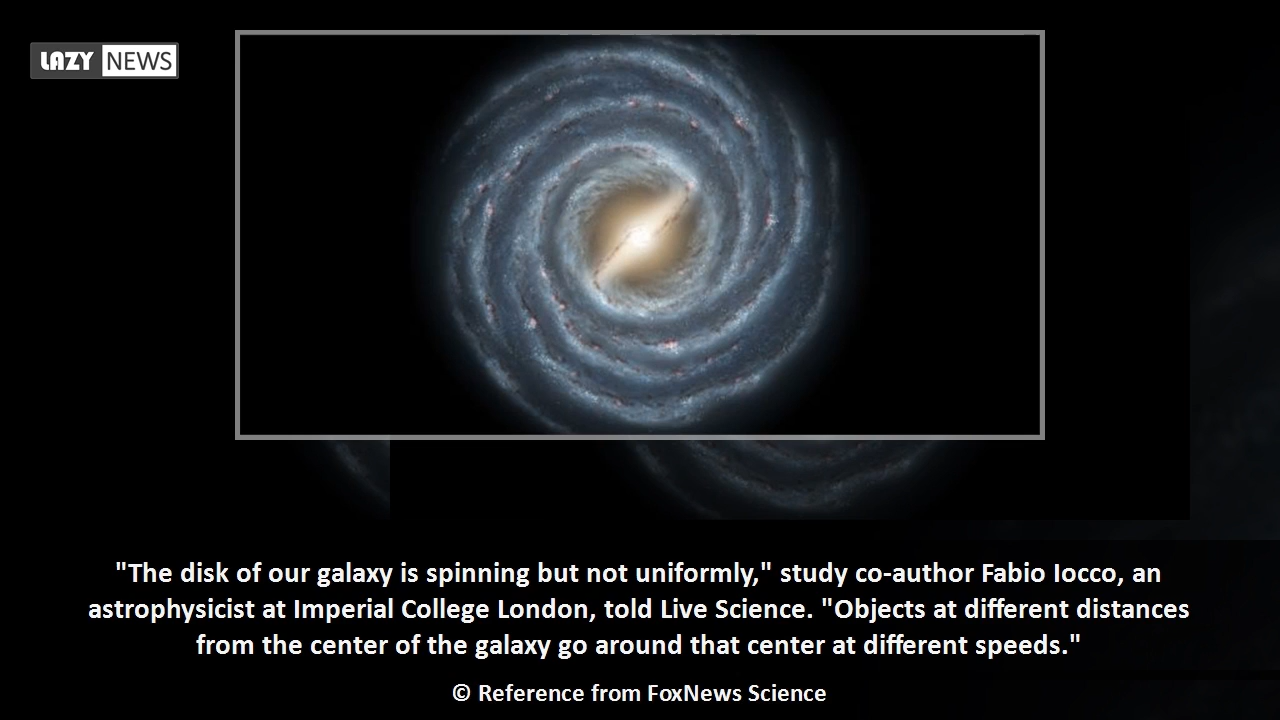 LAZY NEWS
"The disk of our galaxy is spinning but not uniformly," study co-author Fabio Iocco, an
astrophysicist at Imperial College London, told Live Science. "Objects at different distances
from the center of the galaxy go around that center at different speeds."
© Reference from FoxNews Science